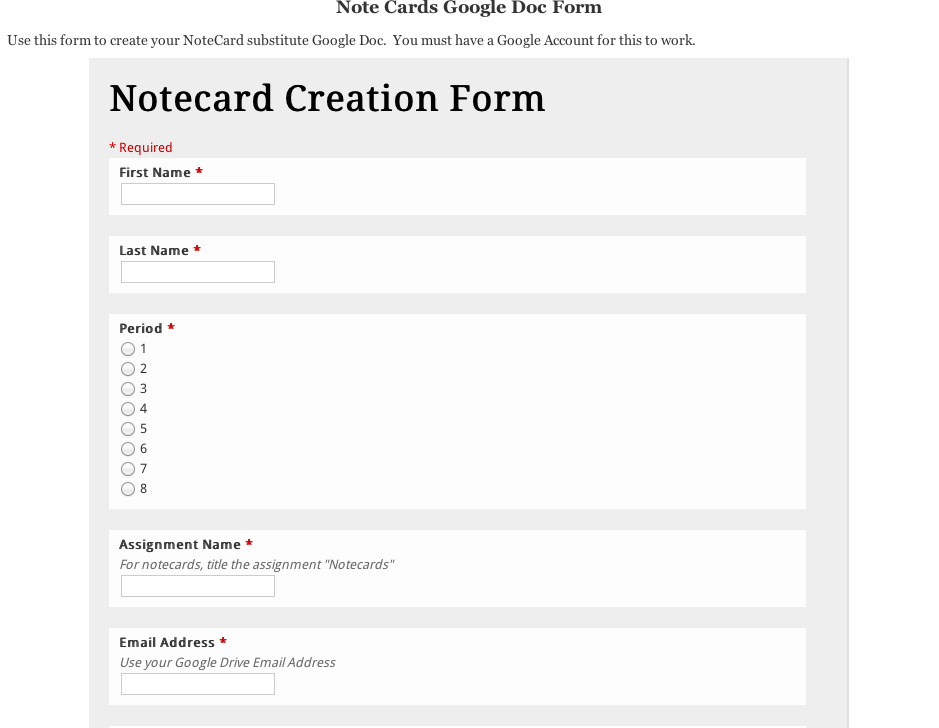 Note Cards Google Doc Form
Use this form to create your NoteCard substitute Google Doc.  You must have a Google Account for this to work.
Notecard Creation Form
* Required
First Name *
Last Name *
Period *
1
2
3
4
5
6
7
8
Assignment Name *
For notecards, title the assignment "Notecards"
Email Address *
Use your Google Drive Email Address